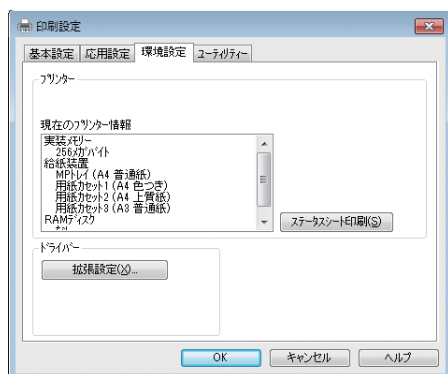 印刷設定
基本設定 応用設定 環境設定 ユーティリティー
プリンター
現在のプリンター情報
実装メモリー
256メガバイト
給紙装置
MPトレイ (A4 普通紙)
用紙カセット1 (A4 色つき)
用紙カセット2 (A4 上質紙)
用紙カセット3 (A3 普通紙)
RAMディスク
ステータスシート印刷(S)
ドライバー
拡張設定(X)...
OK キャンセル ヘルプ